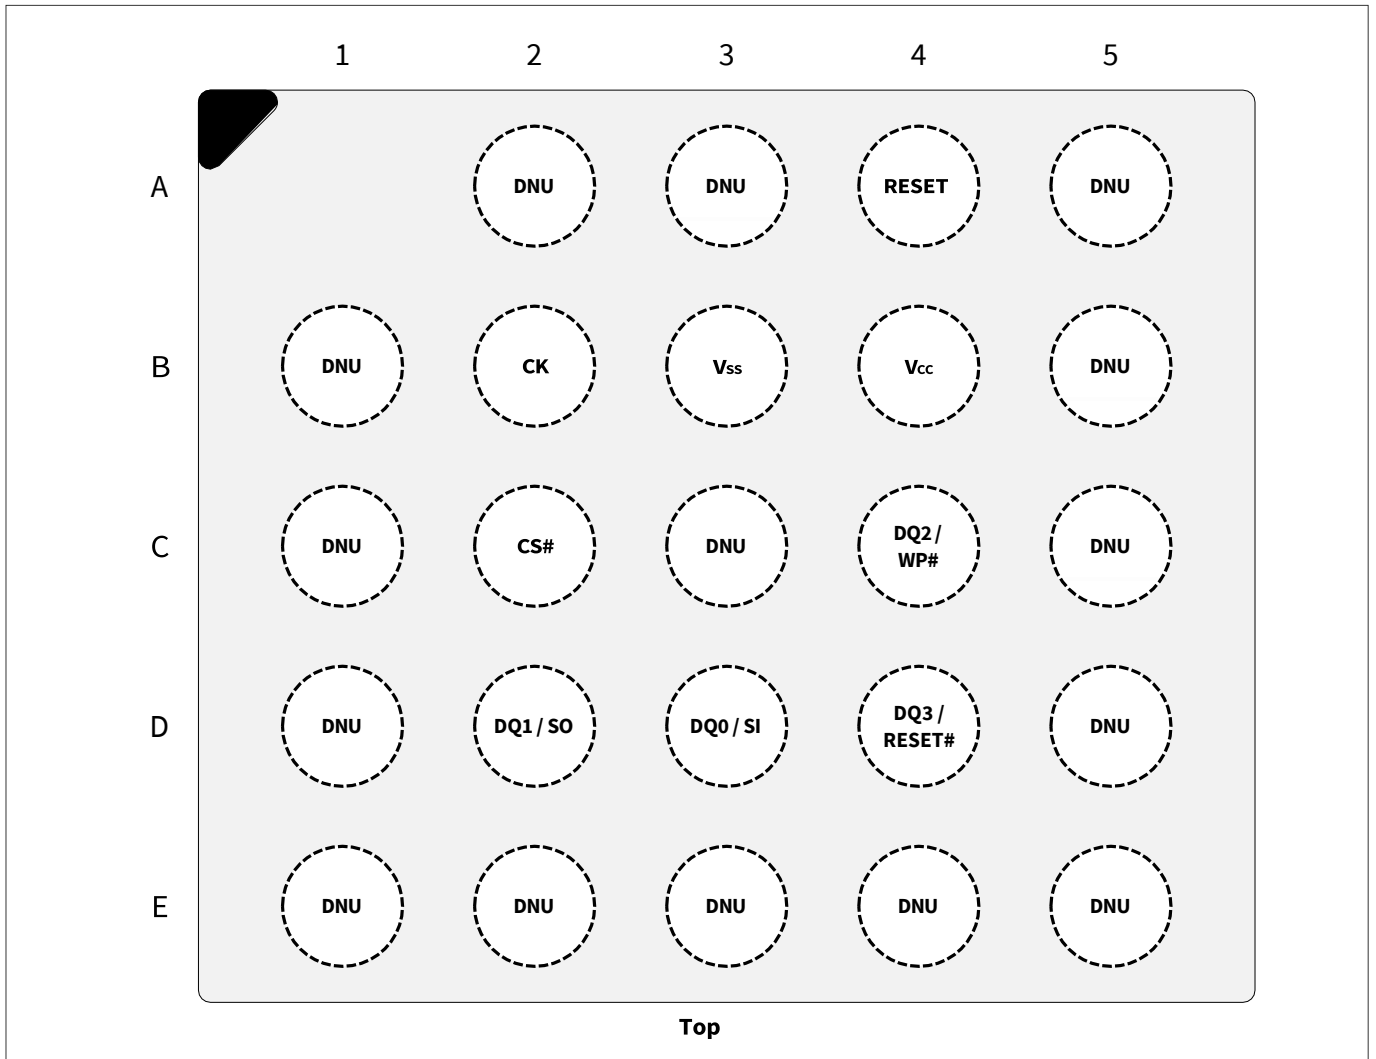 1 2 3 4 5
A DNU DNU RESET DNU
B DNU CK Vss Vcc DNU
C DNU CS# DNU DQ2 / WP# DNU
D DNU DQ1 / SO DQ0 / SI DQ3 / RESET# DNU
E DNU DNU DNU DNU DNU
Top